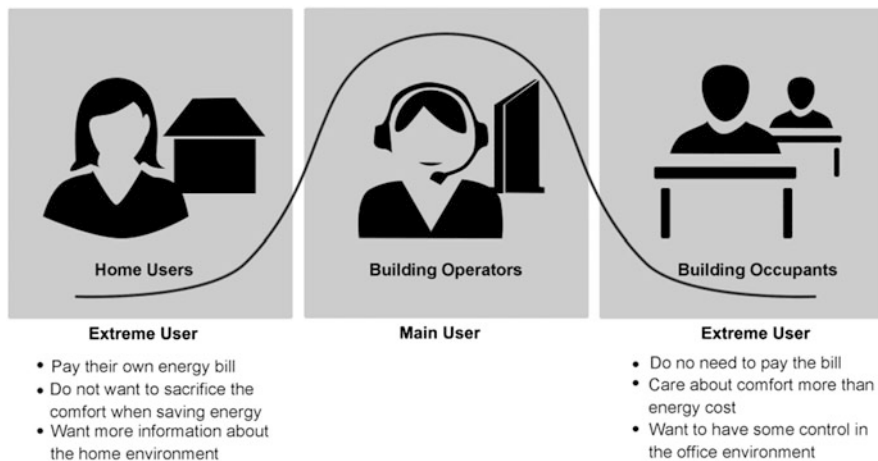 Home Users
Building Operators
Building Occupants
Extreme User
Main User
Extreme User
• Pay their own energy bill
• Do not want to sacrifice the
comfort when saving energy
• Want more information about
the home environment
• Do no need to pay the bill
• Care about comfort more than
energy cost
• Want to have some control in
the office environment